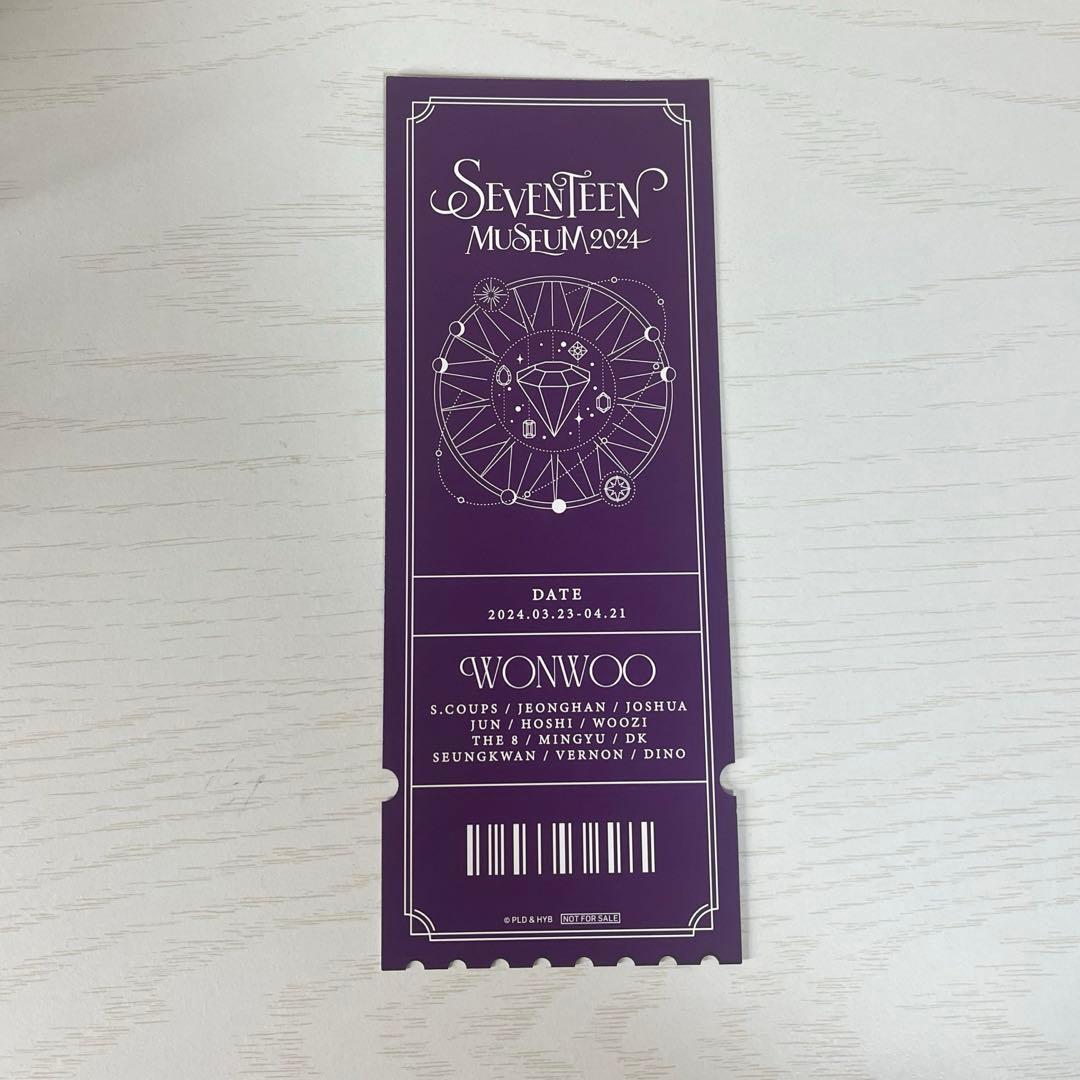 SEVENTEEN
MUSEUM 2024
DATE
2024.03.23-04.21
WONWOO
S.COUPS / JEONGHAN / JOSHUA
JUN / HOSHI / WOOZI
THE 8 / MINGYU / DK
SEUNGKWAN / VERNON / DINO
© PLD & HYB NOT FOR SALE